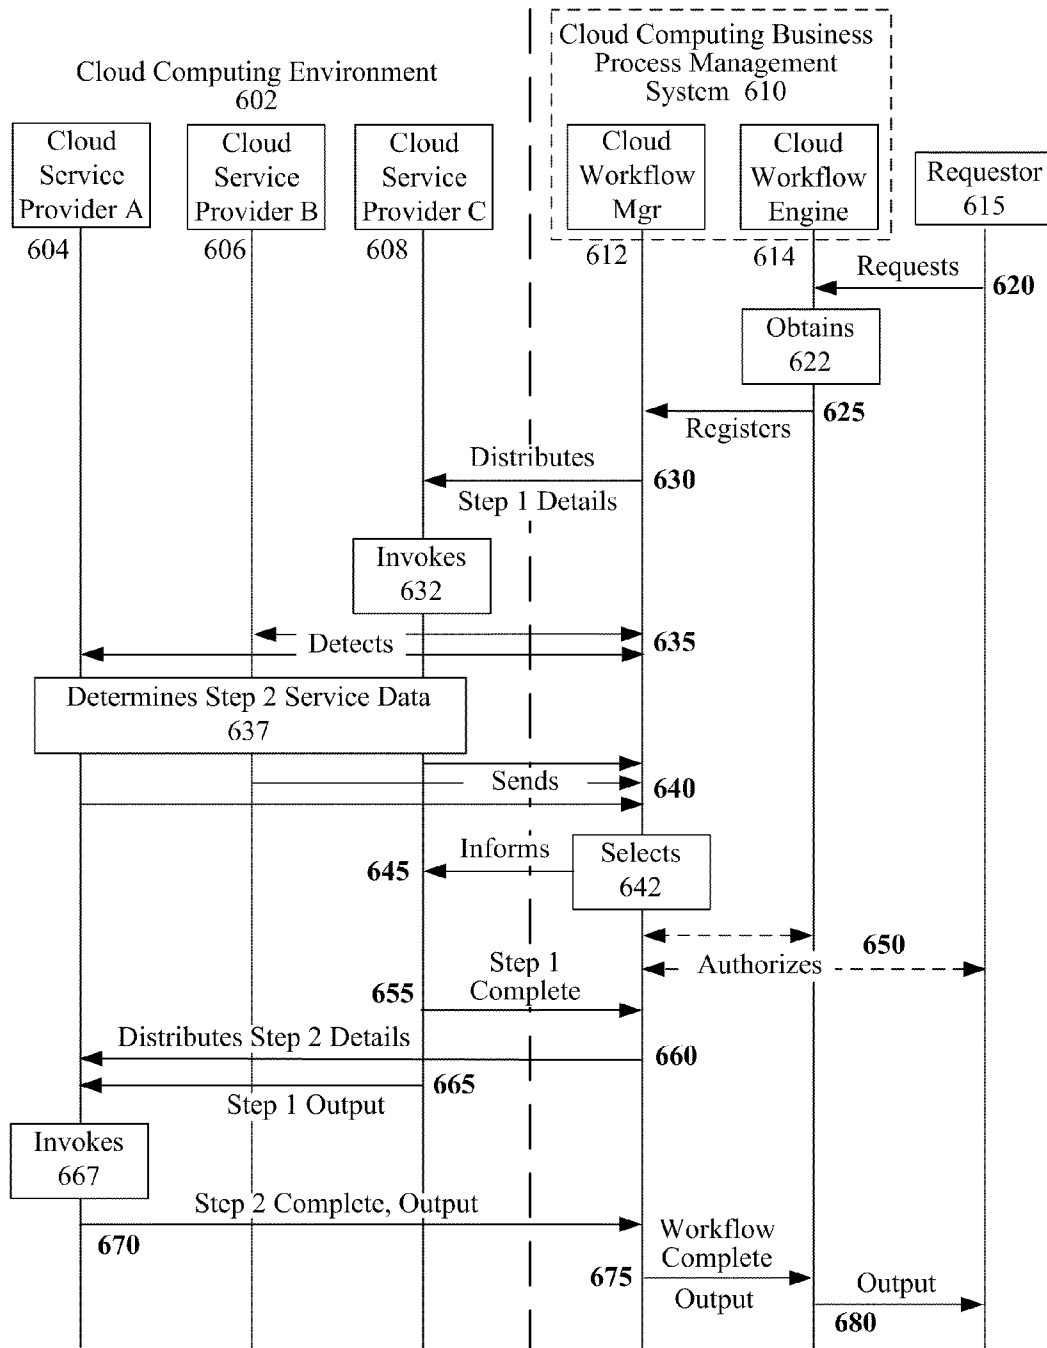 Cloud Computing Environment
602
Cloud Computing Business
Process Management
System 610
Cloud
Service
Provider A
604
Cloud
Service
Provider B
606
Cloud
Service
Provider C
608
Cloud
Workflow
Mgr
612
Cloud
Workflow
Engine
614
Requestor
615
Requests
620
Obtains
622
625
Registers
Distributes
630
Step 1 Details
Invokes
632
Detects
635
Determines Step 2 Service Data
637
Sends
640
Informs
645
Selects
642
650
Authorizes
Step 1
Complete
655
Distributes Step 2 Details
660
665
Step 1 Output
Invokes
667
Step 2 Complete, Output
670
Workflow
Complete
675
Output
Output
680